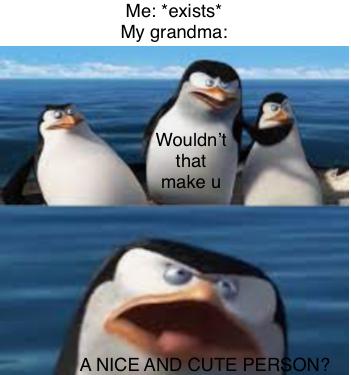 Me: *exists*
My grandma:
Wouldn't
that
make u
A NICE AND CUTE PERSON?